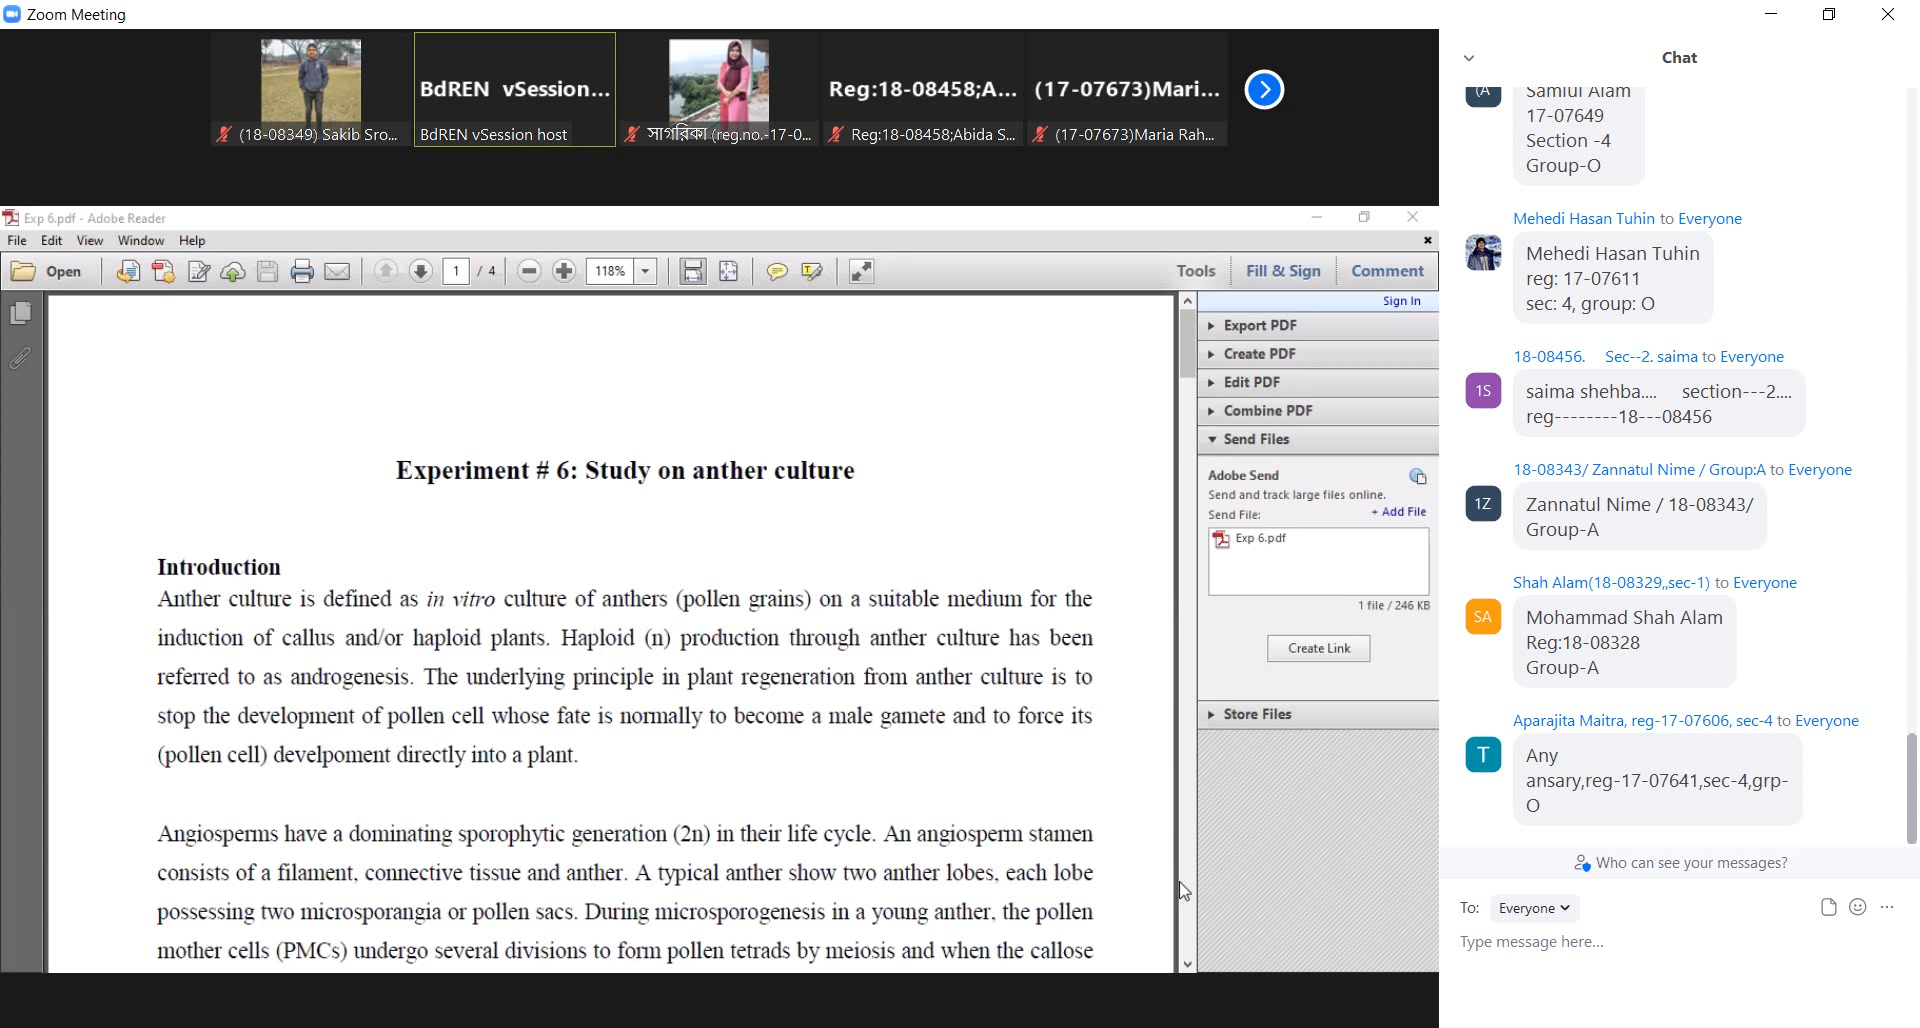 Zoom Meeting
BdREN vSession...
Reg:18-08458;A...
(17-07673)Mari...
(18-08349) Sakib Sro...
BdREN vSession host
সাগরিকা (reg.no.-17-0...
Reg:18-08458;Abida S...
(17-07673)Maria Rah...
Exp 6.pdf - Adobe Reader
File Edit View Window Help
Open
1 / 4
118%
Tools
Fill & Sign
Comment
Experiment # 6: Study on anther culture
Introduction
Anther culture is defined as in vitro culture of anthers (pollen grains) on a suitable medium for the
induction of callus and/or haploid plants. Haploid (n) production through anther culture has been
referred to as androgenesis. The underlying principle in plant regeneration from anther culture is to
stop the development of pollen cell whose fate is normally to become a male gamete and to force its
(pollen cell) develpoment directly into a plant.
Angiosperms have a dominating sporophytic generation (2n) in their life cycle. An angiosperm stamen
consists of a filament, connective tissue and anther. A typical anther show two anther lobes, each lobe
possessing two microsporangia or pollen sacs. During microsporogenesis in a young anther, the pollen
mother cells (PMCs) undergo several divisions to form pollen tetrads by meiosis and when the callose
Sign In
Export PDF
Create PDF
Edit PDF
Combine PDF
Send Files
Adobe Send
Send and track large files online.
Send File:
+ Add File
Exp 6.pdf
1 file / 246 KB
Create Link
Store Files
Chat
(A
Samiul Alam
17-07649
Section -4
Group-O
Mehedi Hasan Tuhin to Everyone
Mehedi Hasan Tuhin
reg: 17-07611
sec: 4, group: O
18-08456. Sec--2. saima to Everyone
1S
saima shehba.... section---2....
reg--------18---08456
18-08343/ Zannatul Nime / Group:A to Everyone
1Z
Zannatul Nime / 18-08343/
Group-A
Shah Alam(18-08329,,sec-1) to Everyone
SA
Mohammad Shah Alam
Reg:18-08328
Group-A
Aparajita Maitra, reg-17-07606, sec-4 to Everyone
T
Any
ansary,reg-17-07641,sec-4,grp-
O
Who can see your messages?
To: Everyone
Type message here...